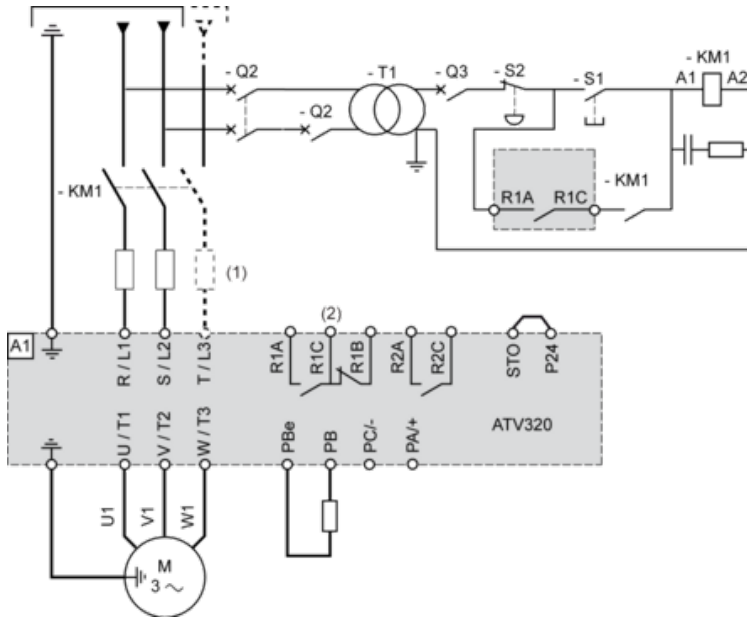 - Q2
- T1
- Q3
- S2
- S1
- KM1
A1
A2
- Q2
- KM1
R1A
R1C
- KM1
(1)
(2)
A1
R / L1
S / L2
T / L3
R1A
R1C
R1B
R2A
R2C
STO
P24
ATV320
U / T1
V / T2
W / T3
PBe
PB
PC/-
PA/+
U1
V1
W1
M
3 ~